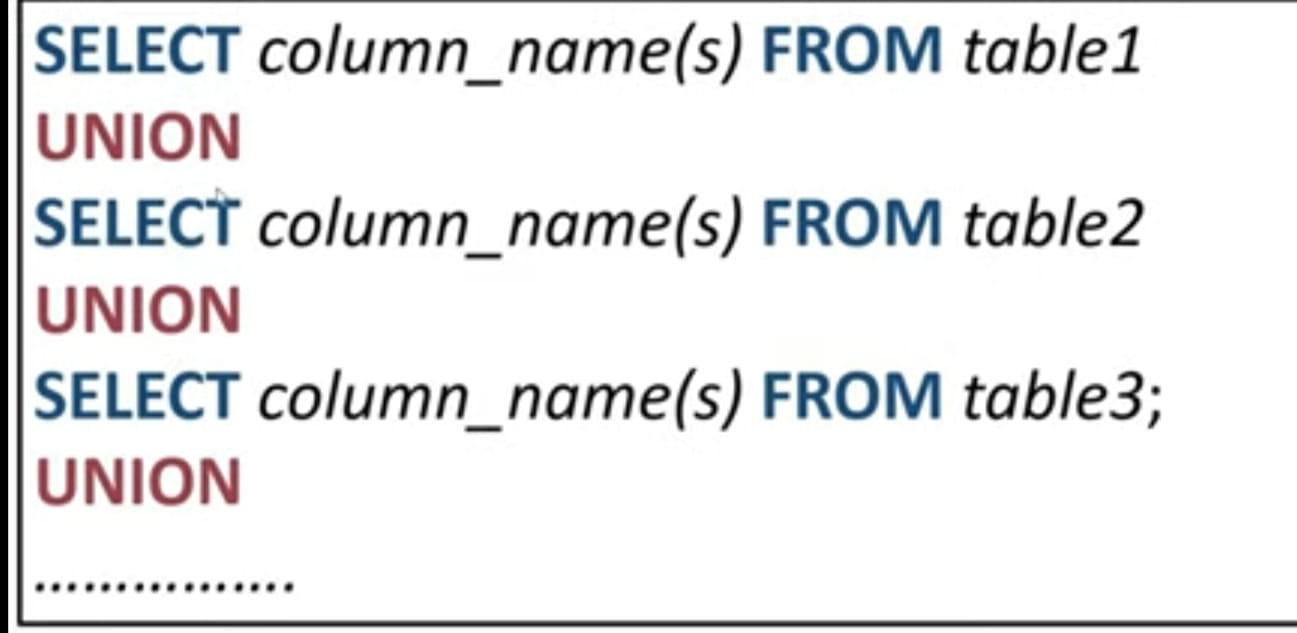 SELECT column_name(s) FROM table1
UNION
SELECT column_name(s) FROM table2
UNION
SELECT column_name(s) FROM table3;
UNION
................